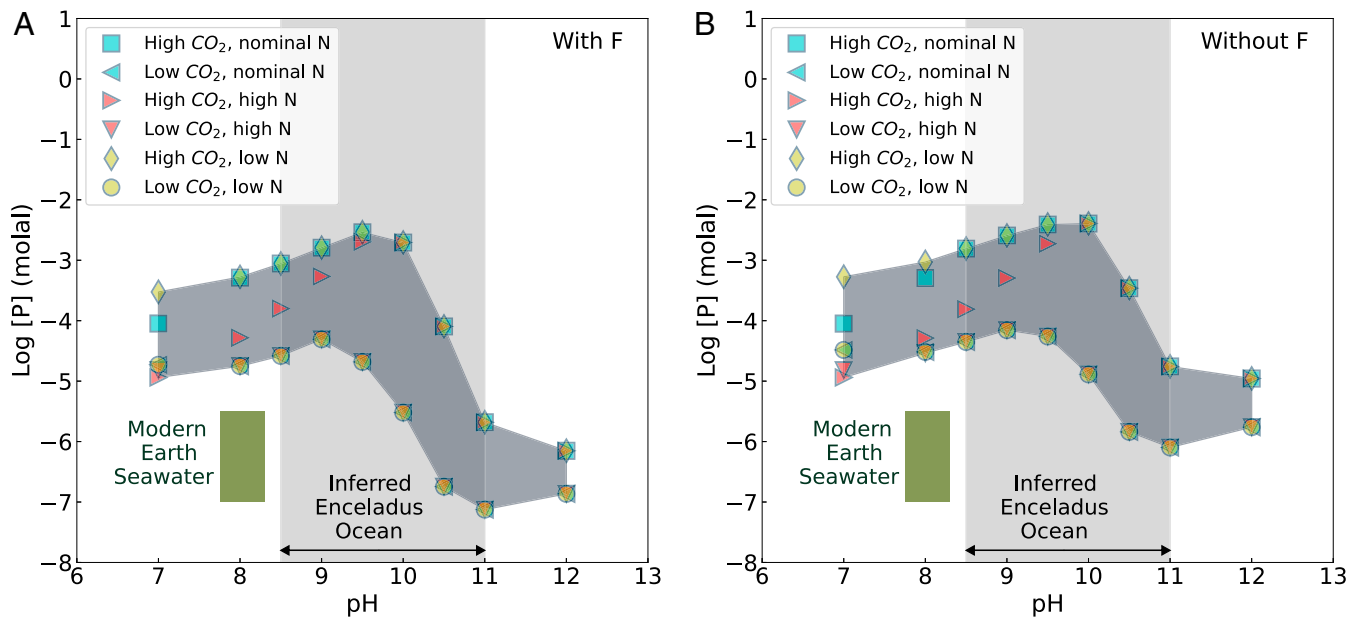 A
With F
High CO2, nominal N
Low CO2, nominal N
High CO2, high N
Low CO2, high N
High CO2, low N
Low CO2, low N
1
0
−1
−2
−3
−4
−5
−6
−7
−8
Log [P] (molal)
Modern
Earth
Seawater
Inferred
Enceladus
Ocean
6
7
8
9
10
11
12
13
pH
B
Without F
High CO2, nominal N
Low CO2, nominal N
High CO2, high N
Low CO2, high N
High CO2, low N
Low CO2, low N
1
0
−1
−2
−3
−4
−5
−6
−7
−8
Log [P] (molal)
Modern
Earth
Seawater
Inferred
Enceladus
Ocean
6
7
8
9
10
11
12
13
pH